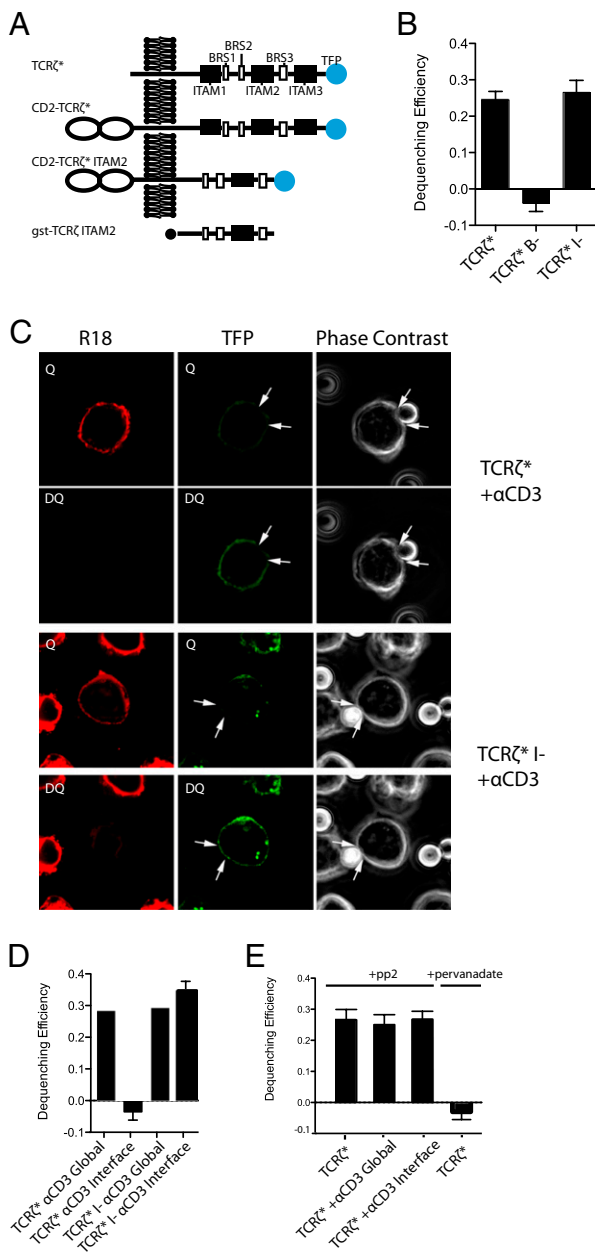 A
BRS2
BRS1
BRS3
TFP
TCRζ*
ITAM1
ITAM2
ITAM3
CD2-TCRζ*
CD2-TCRζ* ITAM2
gst-TCRζ ITAM2
B
Dequenching Efficiency
0.4
0.3
0.2
0.1
0.0
-0.1
TCRζ*
TCRζ* B-
TCRζ* I-
C
R18
TFP
Phase Contrast
Q
Q
TCRζ*
+αCD3
DQ
DQ
Q
Q
TCRζ* I-
+αCD3
DQ
DQ
D
Dequenching Efficiency
0.4
0.3
0.2
0.1
0.0
-0.1
TCRζ* αCD3 Global
TCRζ* αCD3 Interface
TCRζ* I- αCD3 Global
TCRζ* I- αCD3 Interface
E
+pp2
+pervanadate
Dequenching Efficiency
0.4
0.3
0.2
0.1
0.0
-0.1
TCRζ*
TCRζ* +αCD3 Global
TCRζ* +αCD3 Interface
TCRζ*